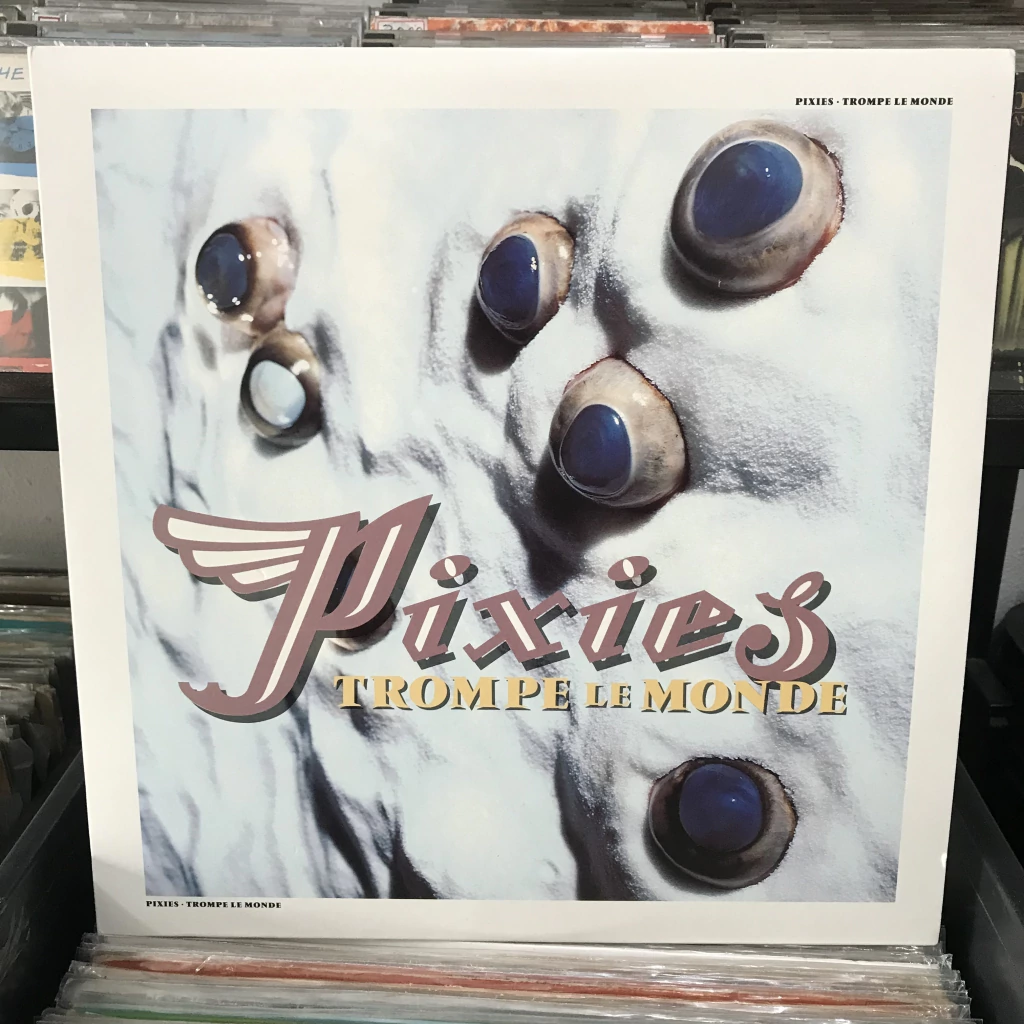 PIXIES · TROMPE LE MONDE
Pixies
TROMPE LE MONDE
PIXIES · TROMPE LE MONDE